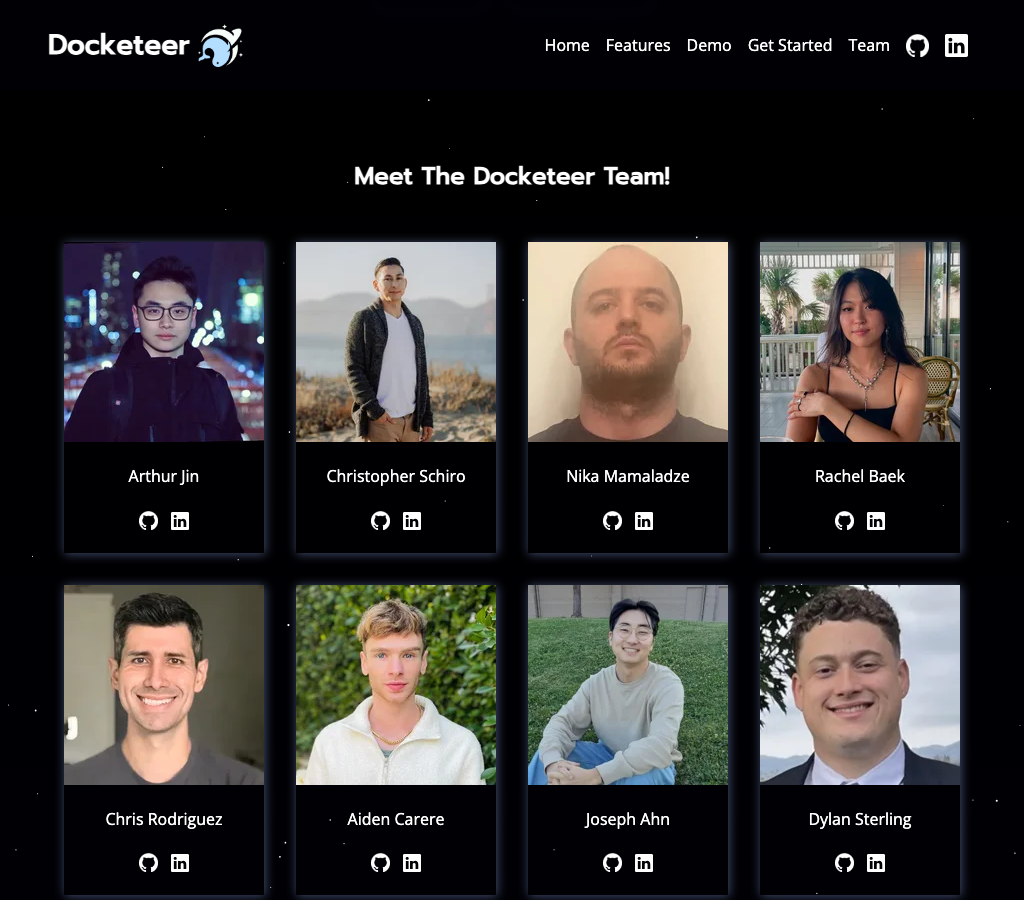 Docketeer
Home Features Demo Get Started Team
Meet The Docketeer Team!
Arthur Jin
Christopher Schiro
Nika Mamaladze
Rachel Baek
Chris Rodriguez
Aiden Carere
Joseph Ahn
Dylan Sterling